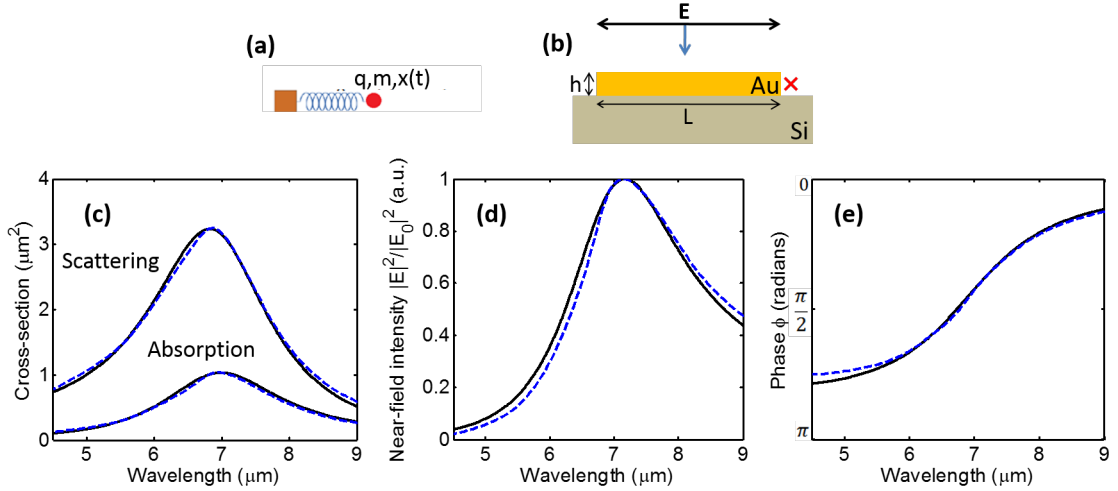 (a)
q,m,x(t)
(b)
E
h
Au
L
Si
Cross-section (μm²)
4
3
2
1
0
(c)
Scattering
Absorption
5 6 7 8 9
Wavelength (μm)
Near-field intensity |E|²/|E₀|² (a.u.)
1
0.8
0.6
0.4
0.2
0
(d)
5 6 7 8 9
Wavelength (μm)
Phase ϕ (radians)
0
π/2
π
(e)
5 6 7 8 9
Wavelength (μm)